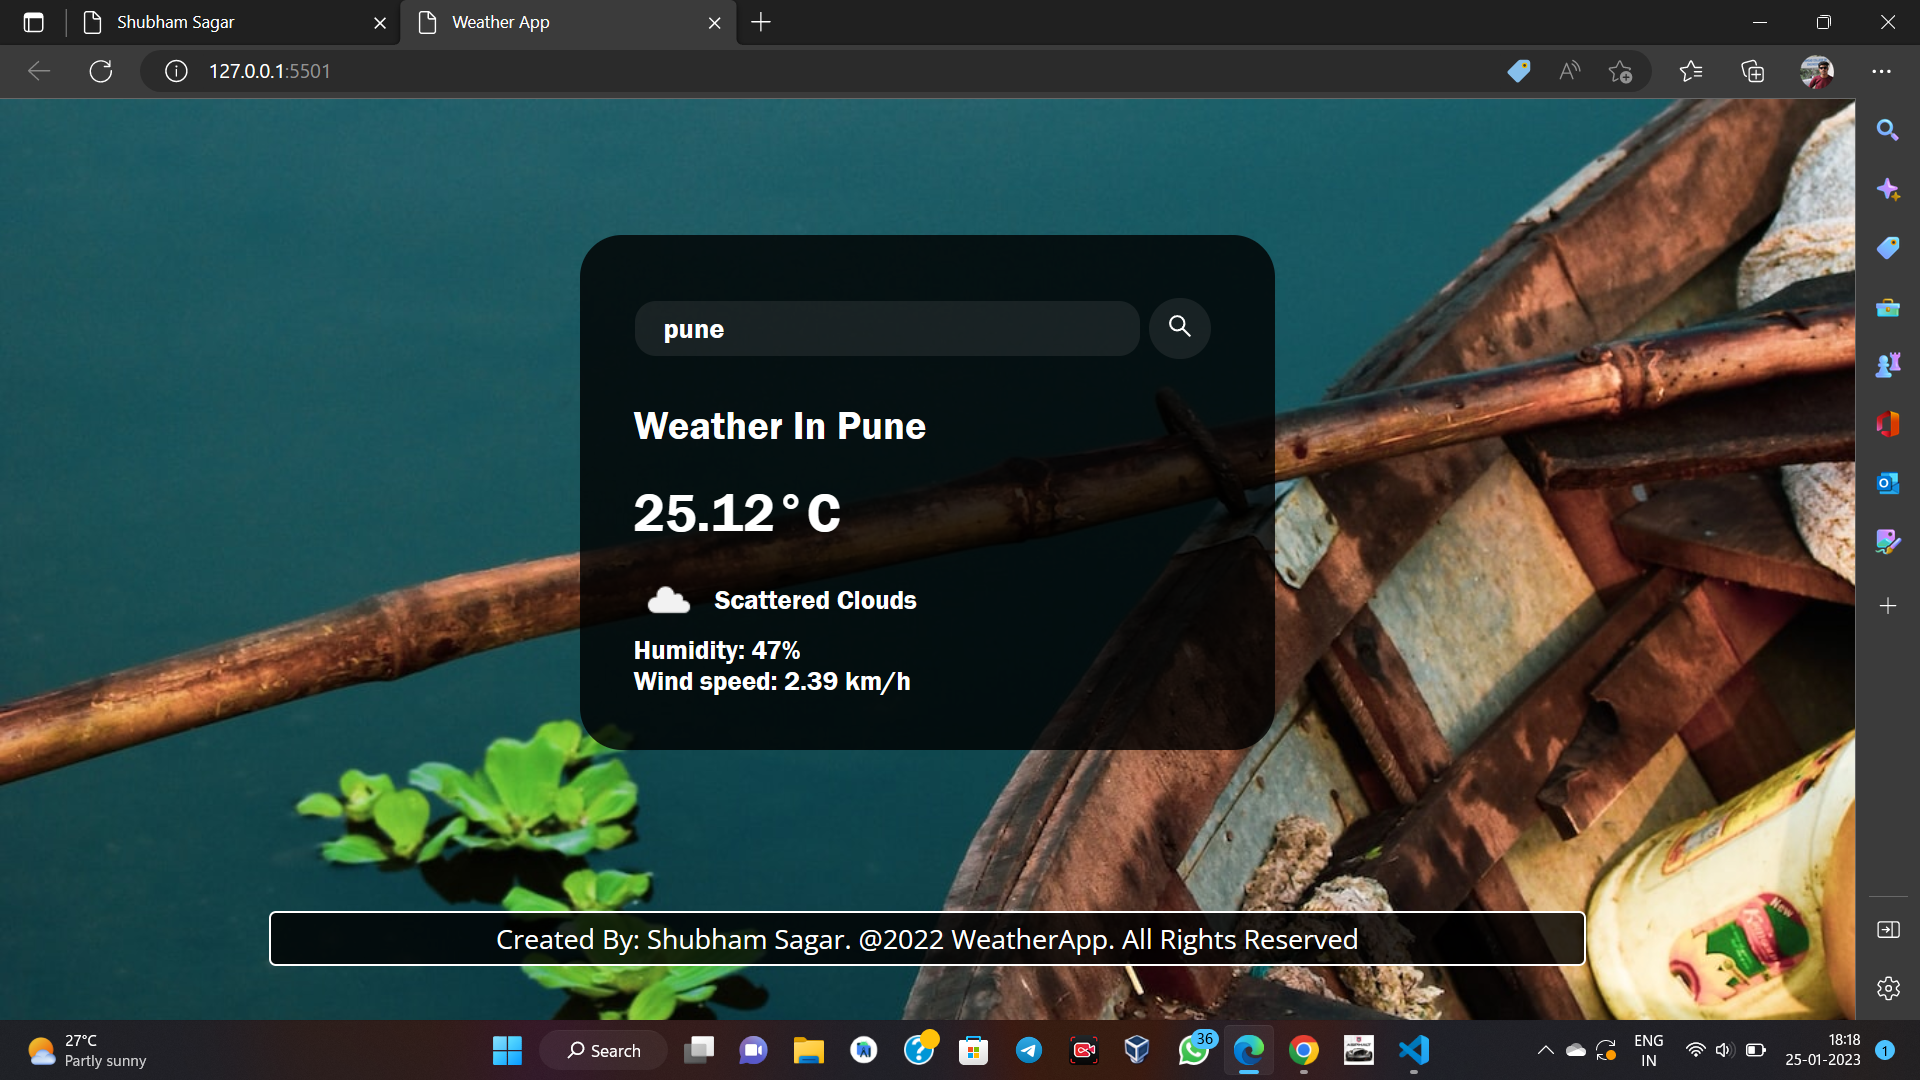 Shubham Sagar
Weather App
127.0.0.1:5501
pune
Weather In Pune
25.12°C
Scattered Clouds
Humidity: 47%
Wind speed: 2.39 km/h
New
Created By: Shubham Sagar. @2022 WeatherApp. All Rights Reserved
27°C
Partly sunny
Search
36
ENG
IN
18:18
25-01-2023
1